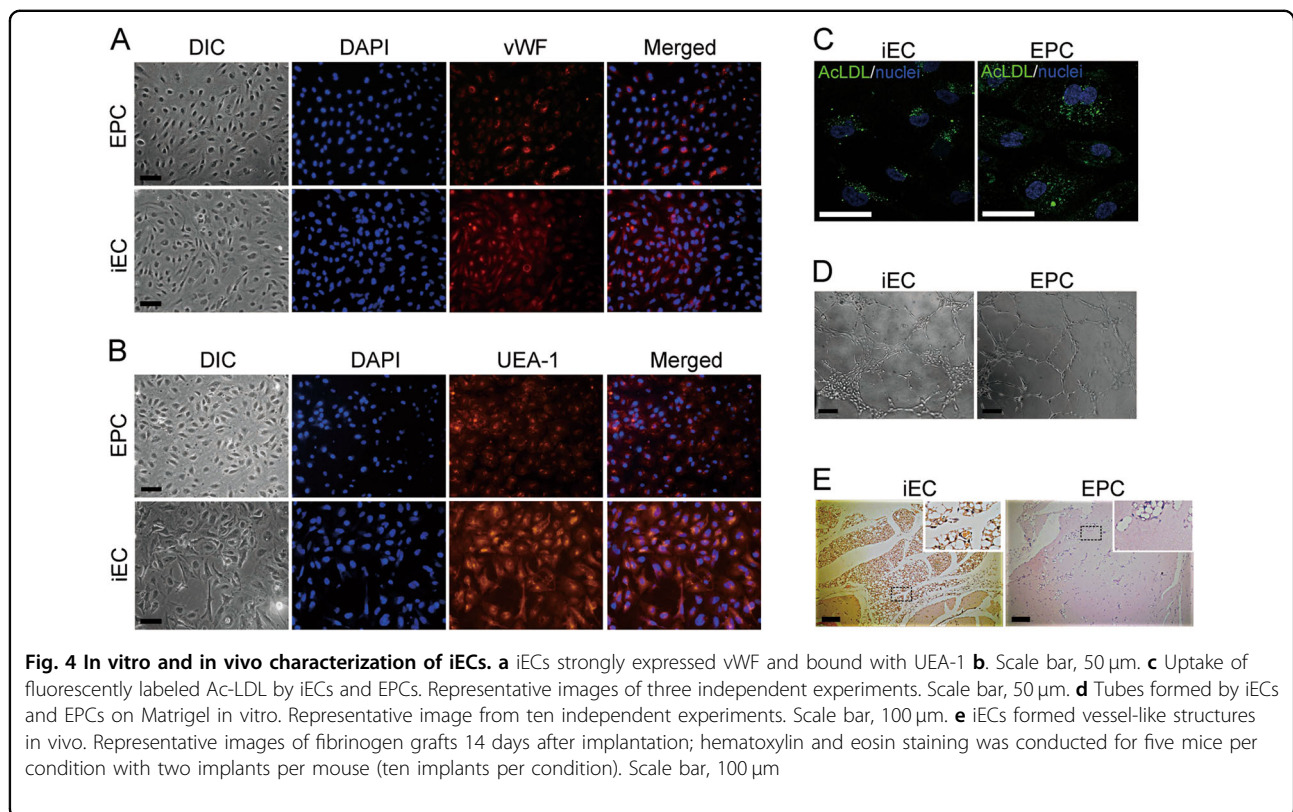 A
DIC DAPI vWF Merged
EPC
iEC
B
DIC DAPI UEA-1 Merged
EPC
iEC
C
iEC EPC
AcLDL/nuclei AcLDL/nuclei
D
iEC EPC
E
iEC EPC
Fig. 4 In vitro and in vivo characterization of iECs. a iECs strongly expressed vWF and bound with UEA-1 b. Scale bar, 50 µm. c Uptake of
fluorescently labeled Ac-LDL by iECs and EPCs. Representative images of three independent experiments. Scale bar, 50 µm. d Tubes formed by iECs
and EPCs on Matrigel in vitro. Representative image from ten independent experiments. Scale bar, 100 µm. e iECs formed vessel-like structures
in vivo. Representative images of fibrinogen grafts 14 days after implantation; hematoxylin and eosin staining was conducted for five mice per
condition with two implants per mouse (ten implants per condition). Scale bar, 100 µm